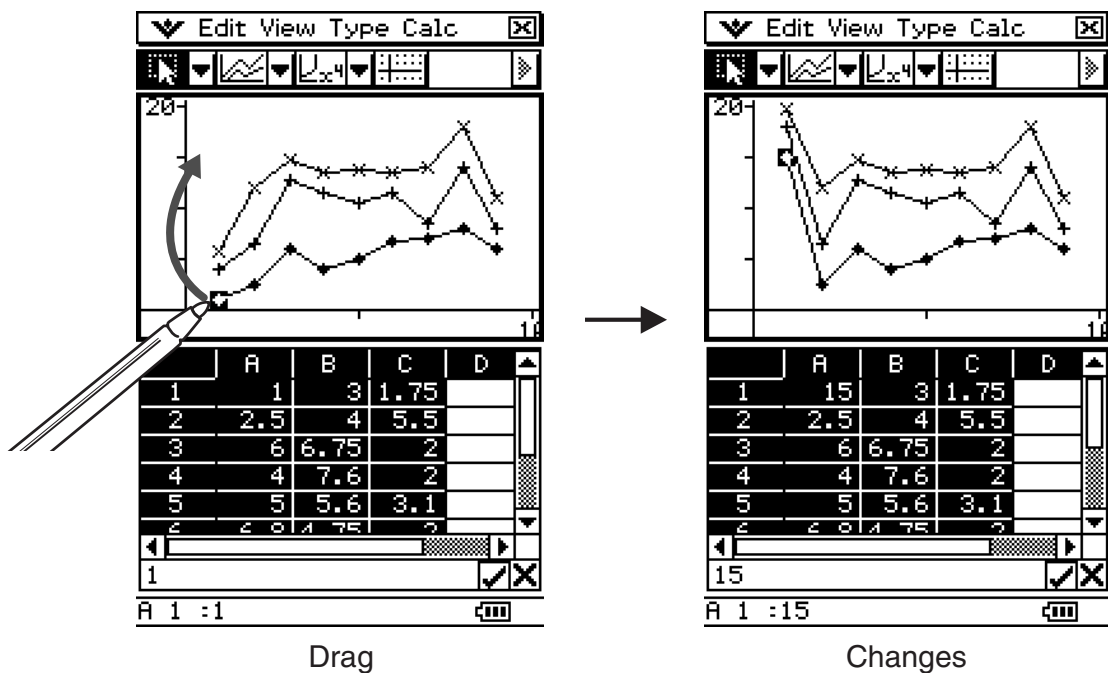 Edit View Type Calc
20
10
A B C D
1 1 3 1.75
2 2.5 4 5.5
3 6 6.75 2
4 4 7.6 2
5 5 5.6 3.1
1
A 1 :1
Drag
Edit View Type Calc
20
A B C D
1 15 3 1.75
2 2.5 4 5.5
3 6 6.75 2
4 4 7.6 2
5 5 5.6 3.1
15
A 1 :15
Changes